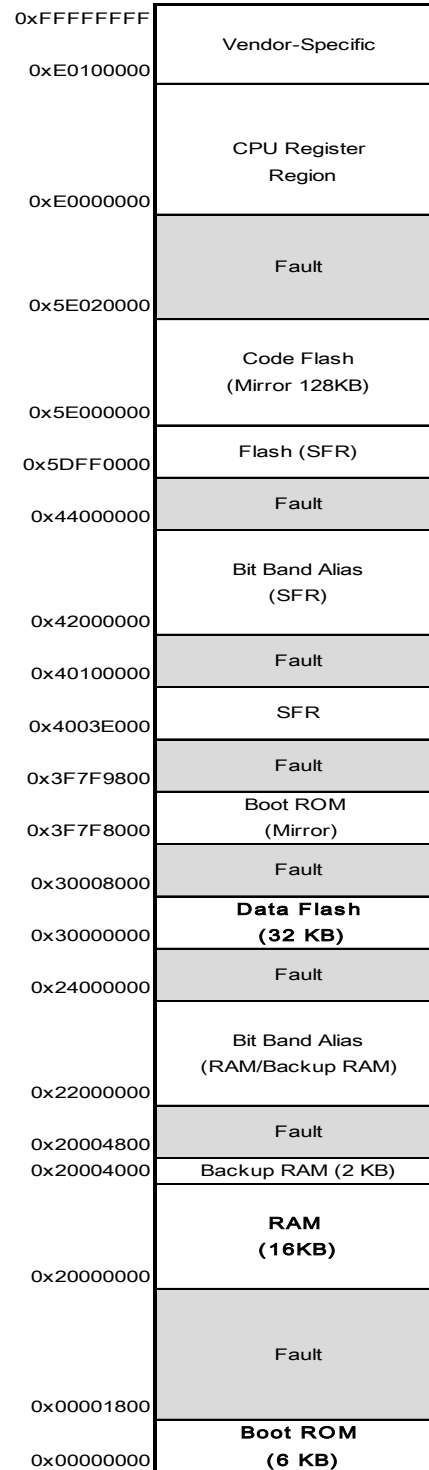 0xFFFFFFFF
Vendor-Specific
0xE0100000
CPU Register
Region
0xE0000000
Fault
0x5E020000
Code Flash
(Mirror 128KB)
0x5E000000
Flash (SFR)
0x5DFF0000
Fault
0x44000000
Bit Band Alias
(SFR)
0x42000000
Fault
0x40100000
SFR
0x4003E000
Fault
0x3F7F9800
Boot ROM
(Mirror)
0x3F7F8000
Fault
0x30008000
Data Flash
(32 KB)
0x30000000
Fault
0x24000000
Bit Band Alias
(RAM/Backup RAM)
0x22000000
Fault
0x20004800
Backup RAM (2 KB)
0x20004000
RAM
(16KB)
0x20000000
Fault
0x00001800
Boot ROM
(6 KB)
0x00000000